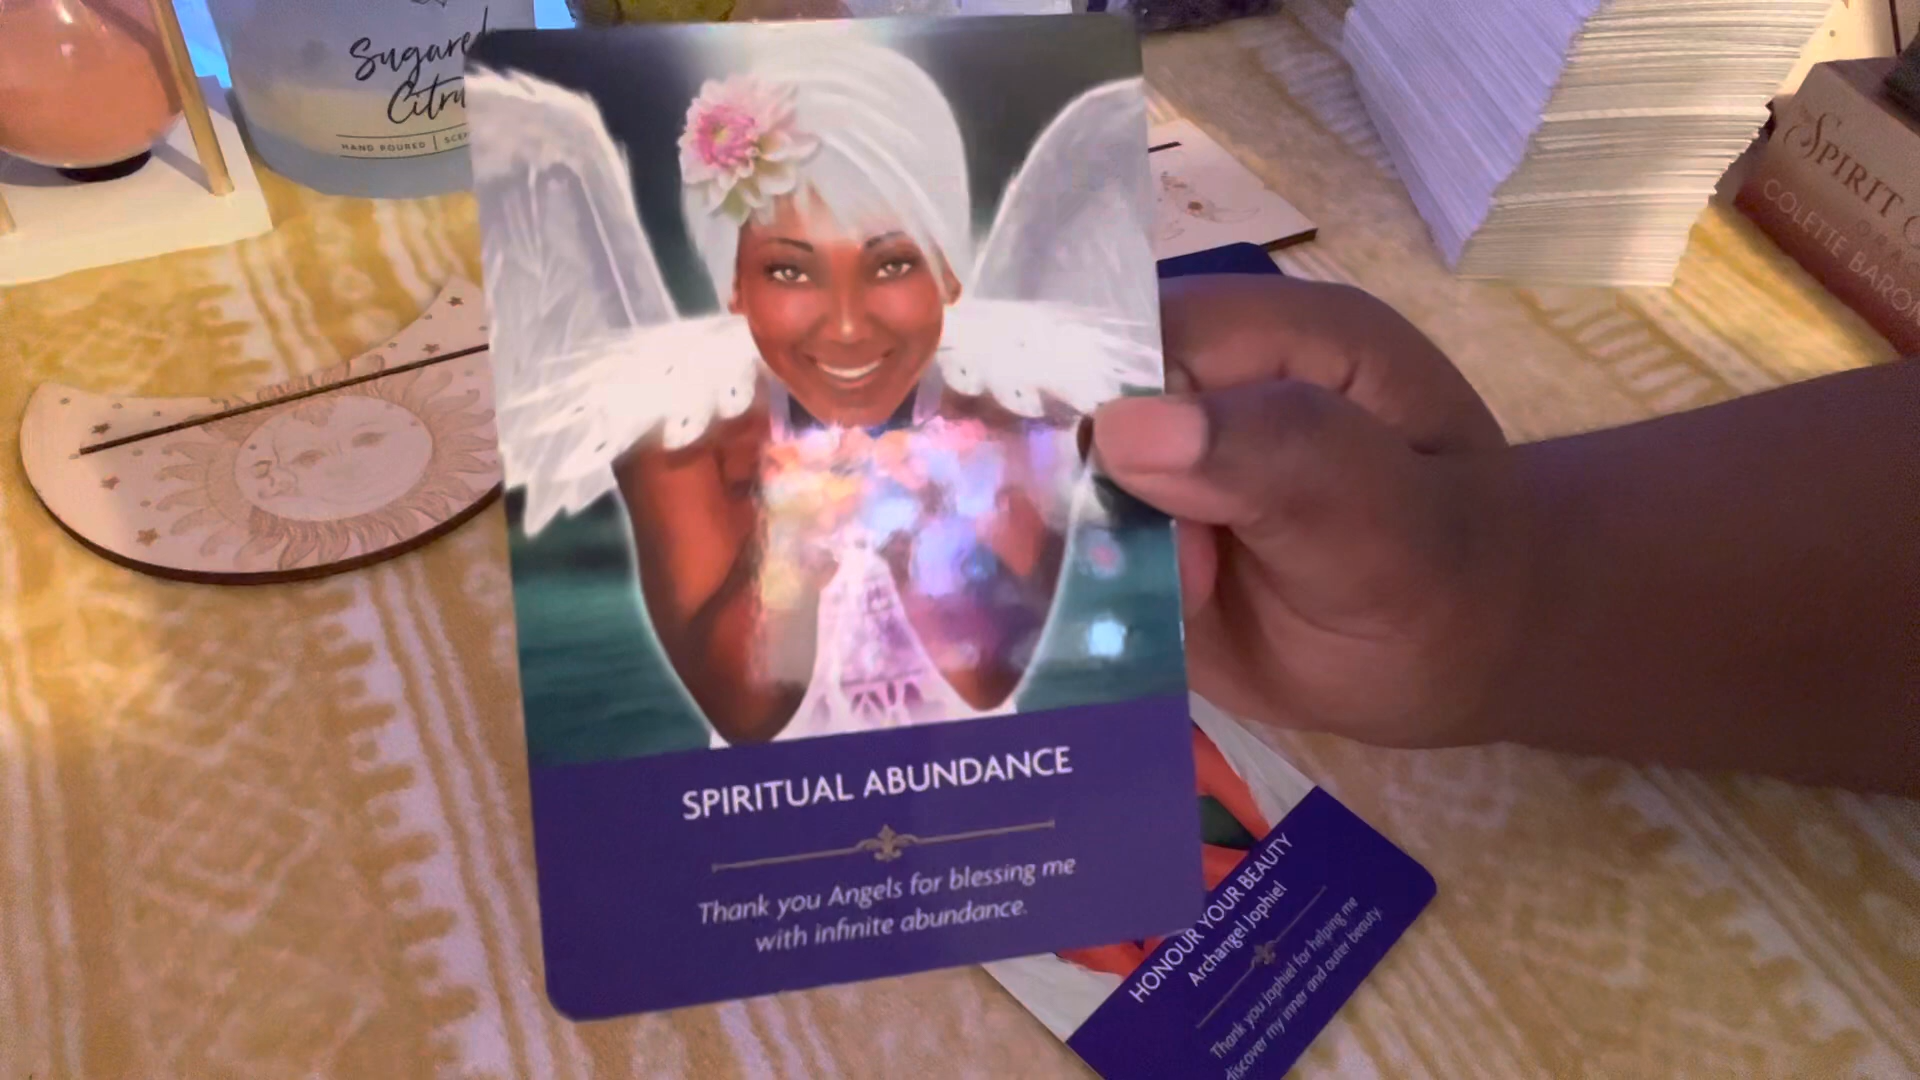 Sugared
HAND POURED
SPIRIT
COLETTE BARON
SPIRITUAL ABUNDANCE
Thank you Angels for blessing me
with infinite abundance.
HONOUR YOUR BEAUTY
Archangel Jophiel
Thank you Jophiel for helping me
discover my inner and outer beauty.